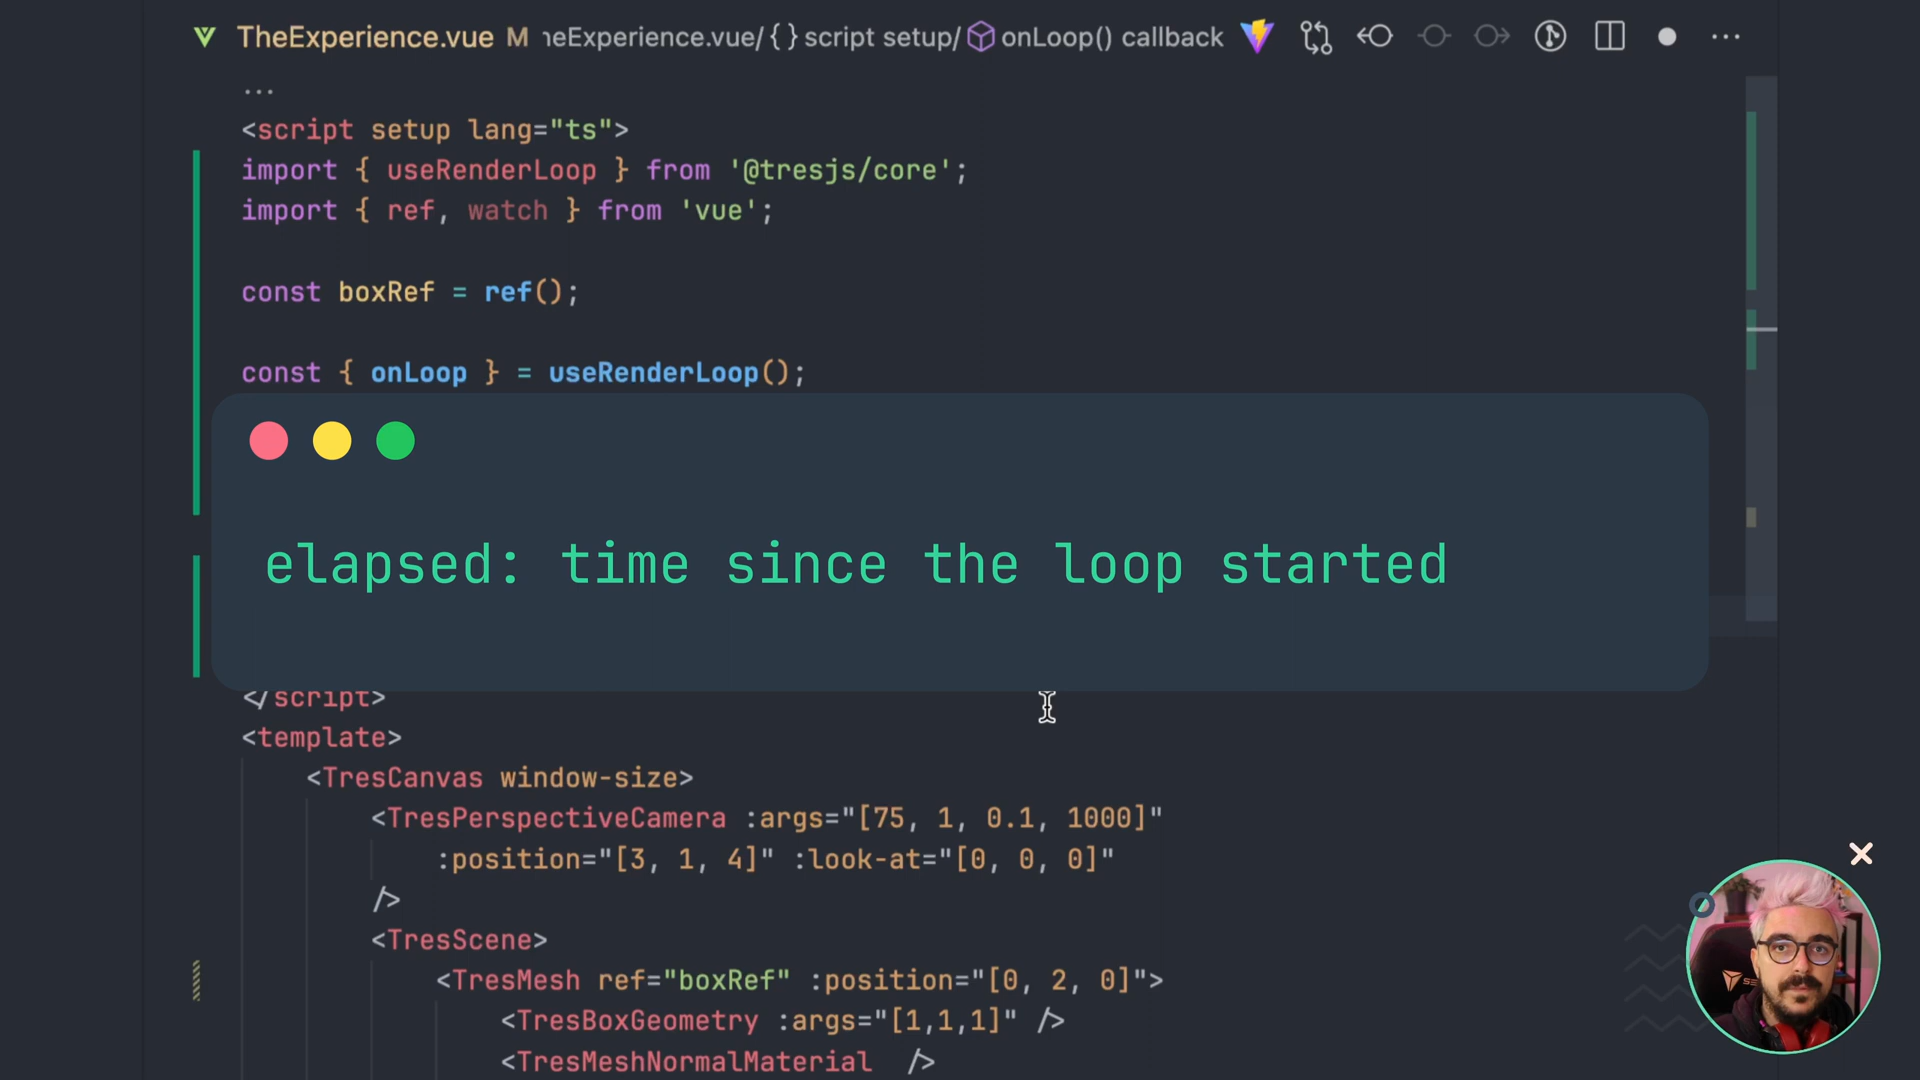 TheExperience.vue M heExperience.vue/ {} script setup/ onLoop() callback ...
...
<script setup lang="ts">
import { useRenderLoop } from '@tresjs/core';
import { ref, watch } from 'vue';
const boxRef = ref();
const { onLoop } = useRenderLoop();
elapsed: time since the loop started
</script>
<template>
<TresCanvas window-size>
<TresPerspectiveCamera :args="[75, 1, 0.1, 1000]"
:position="[3, 1, 4]" :look-at="[0, 0, 0]"
/>
<TresScene>
<TresMesh ref="boxRef" :position="[0, 2, 0]">
<TresBoxGeometry :args="[1,1,1]" />
<TresMeshNormalMaterial />